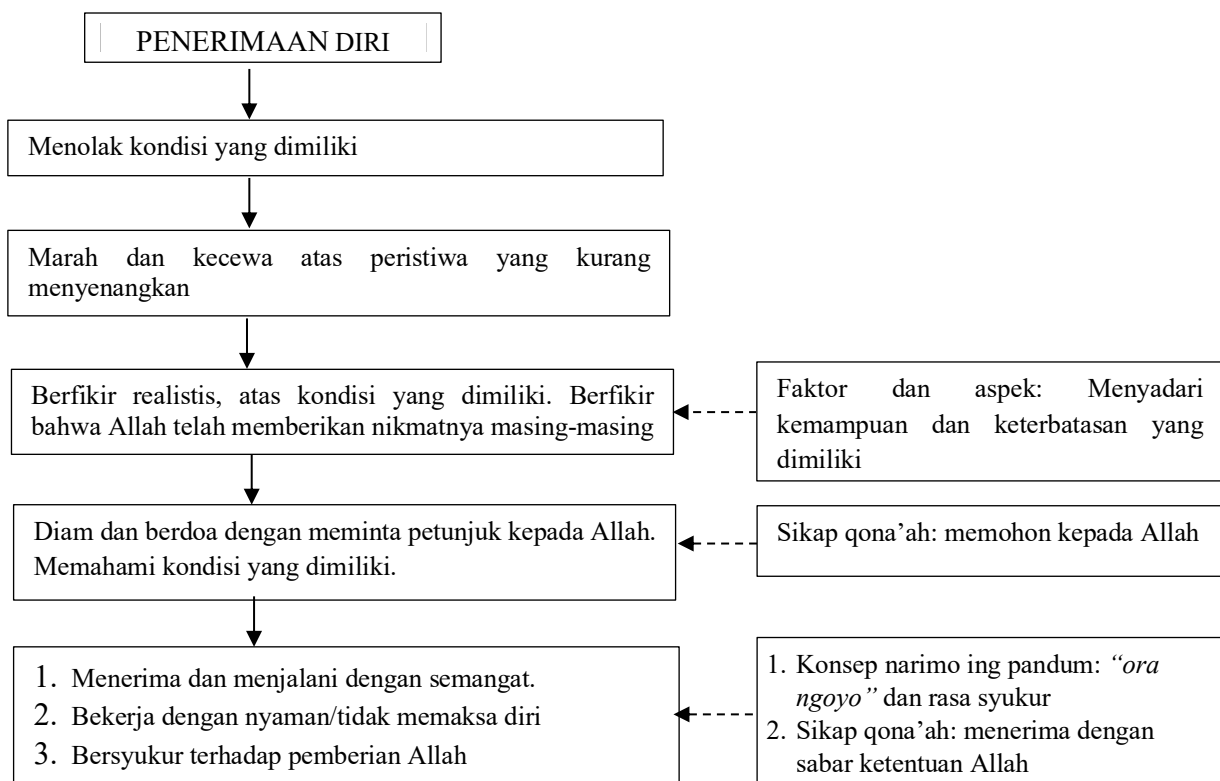 PENERIMAAN DIRI
Menolak kondisi yang dimiliki
Marah dan kecewa atas peristiwa yang kurang
menyenangkan
Berfikir realistis, atas kondisi yang dimiliki. Berfikir
bahwa Allah telah memberikan nikmatnya masing-masing
Faktor dan aspek: Menyadari
kemampuan dan keterbatasan yang
dimiliki
Diam dan berdoa dengan meminta petunjuk kepada Allah.
Memahami kondisi yang dimiliki.
Sikap qona’ah: memohon kepada Allah
1. Menerima dan menjalani dengan semangat.
2. Bekerja dengan nyaman/tidak memaksa diri
3. Bersyukur terhadap pemberian Allah
1. Konsep narimo ing pandum: “ora
ngoyo” dan rasa syukur
2. Sikap qona’ah: menerima dengan
sabar ketentuan Allah